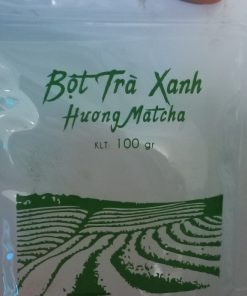 Bột Trà Xanh
Hương Matcha
KLT: 100 gr